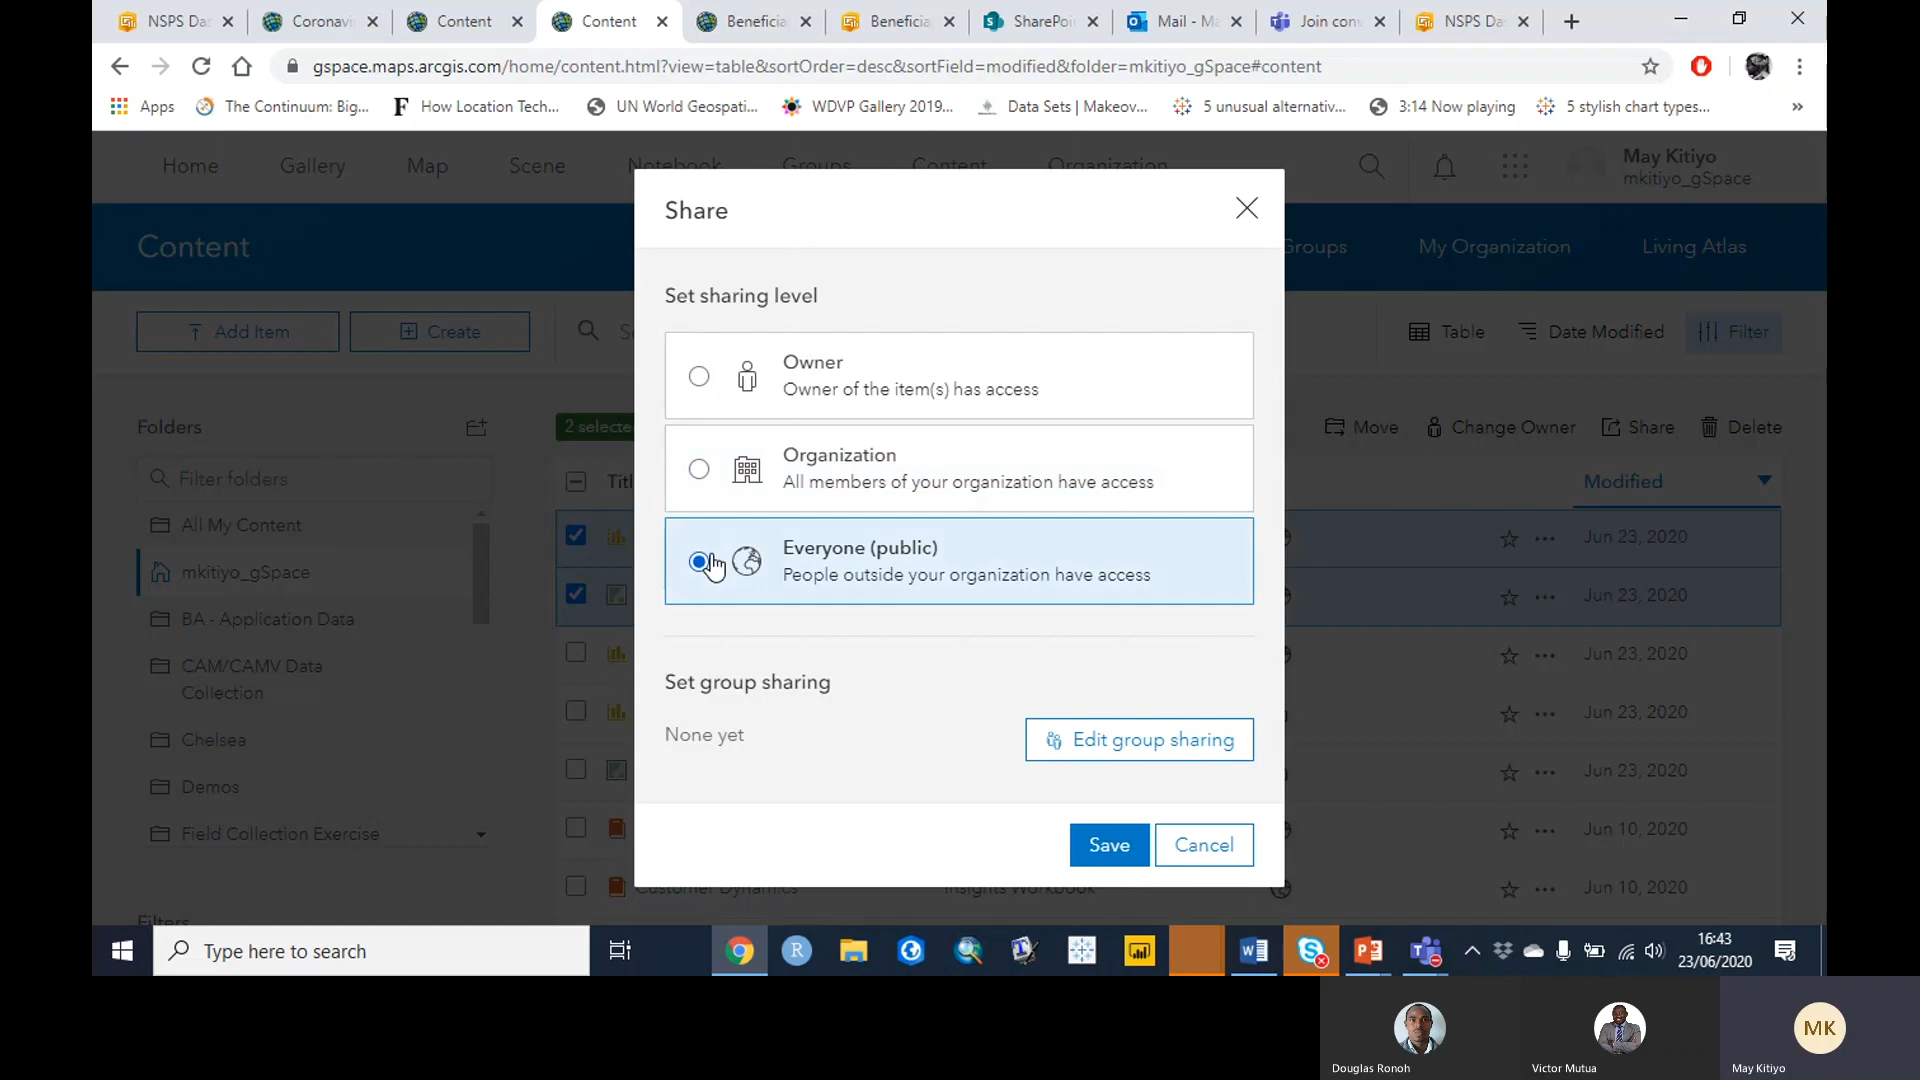 NSPS Da
Coronavi
Content
Content
Beneficia
Beneficia
SharePoi
Mail - Ma
Join con
NSPS Da
gspace.maps.arcgis.com/home/content.html?view=table&sortOrder=desc&sortField=modified&folder=mkitiyo_gSpace#content
Apps
The Continuum: Big...
How Location Tech...
UN World Geospati...
WDVP Gallery 2019...
Data Sets | Makeov...
5 unusual alternativ...
3:14 Now playing
5 stylish chart types...
»
Home
Gallery
Map
Scene
Notebook
Groups
Content
Organization
May Kitiyo
mkitiyo_gSpace
Content
Groups
My Organization
Living Atlas
Add Item
Create
Table
Date Modified
Filter
Folders
Filter folders
All My Content
mkitiyo_gSpace
BA - Application Data
CAM/CAMV Data
Collection
Chelsea
Demos
Field Collection Exercise
Filters
2 selecte
Move
Change Owner
Share
Delete
Titl
Modified
Jun 23, 2020
Jun 23, 2020
Jun 23, 2020
Jun 23, 2020
Jun 23, 2020
Jun 10, 2020
Customer Dynamics
Insights Workbook
Jun 10, 2020
Share
Set sharing level
Owner
Owner of the item(s) has access
Organization
All members of your organization have access
Everyone (public)
People outside your organization have access
Set group sharing
None yet
Edit group sharing
Save
Cancel
Type here to search
16:43
23/06/2020
MK
Douglas Ronoh
Victor Mutua
May Kitiyo